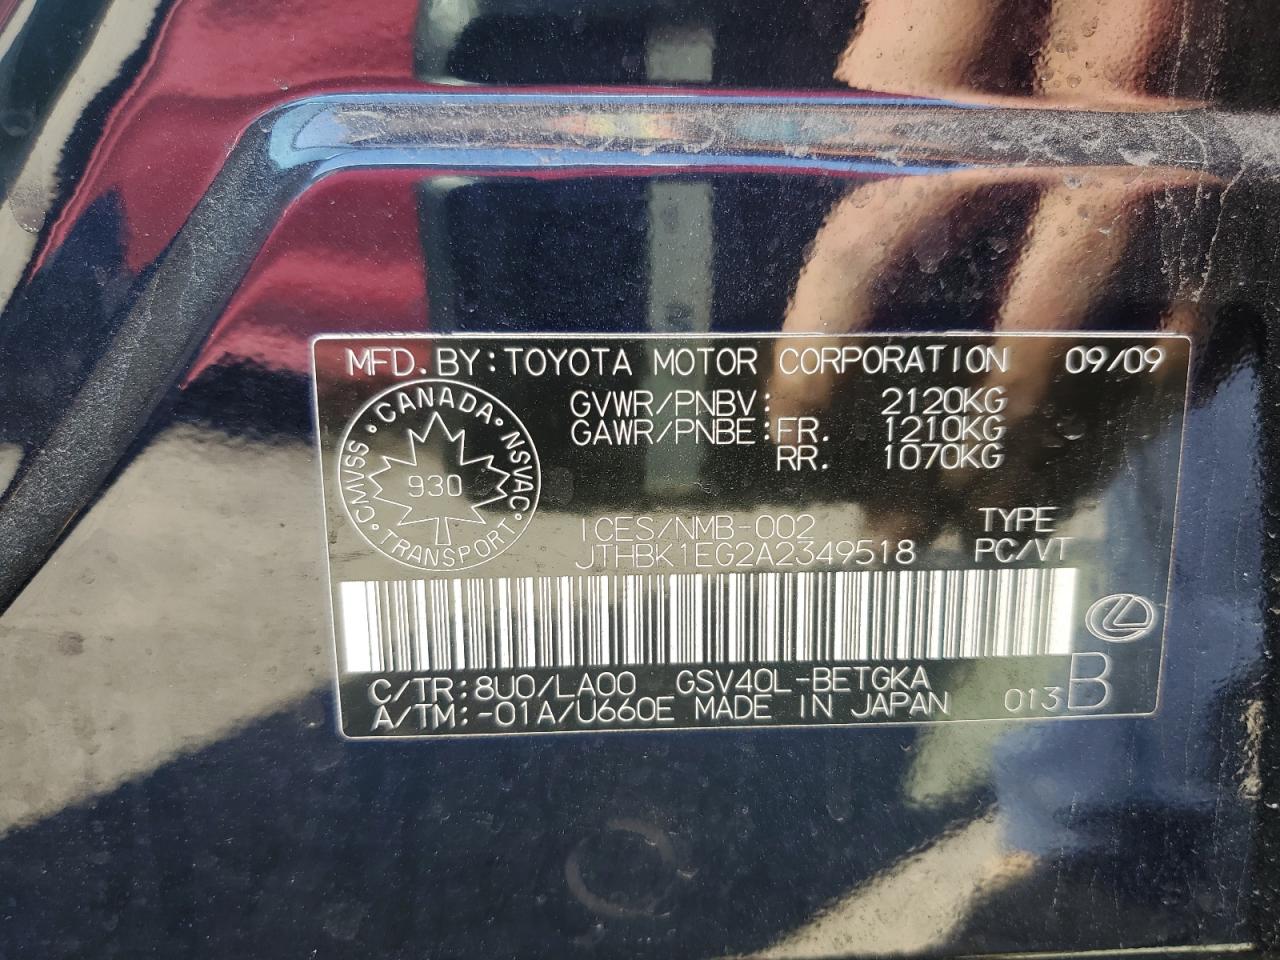 MFD. BY: TOYOTA MOTOR CORPORATION 09/09
GVWR/PNBV: 2120KG
GAWR/PNBE: FR. 1210KG
RR. 1070KG
CANADA · NSVAC · TRANSPORT · CMVSS ·
930
ICES/NMB-002
JTHBK1EG2A2349518
TYPE
PC/VT
C/TR: 8U0/LA00 GSV40L-BETGKA
A/TM: -01A/U660E MADE IN JAPAN
013 B